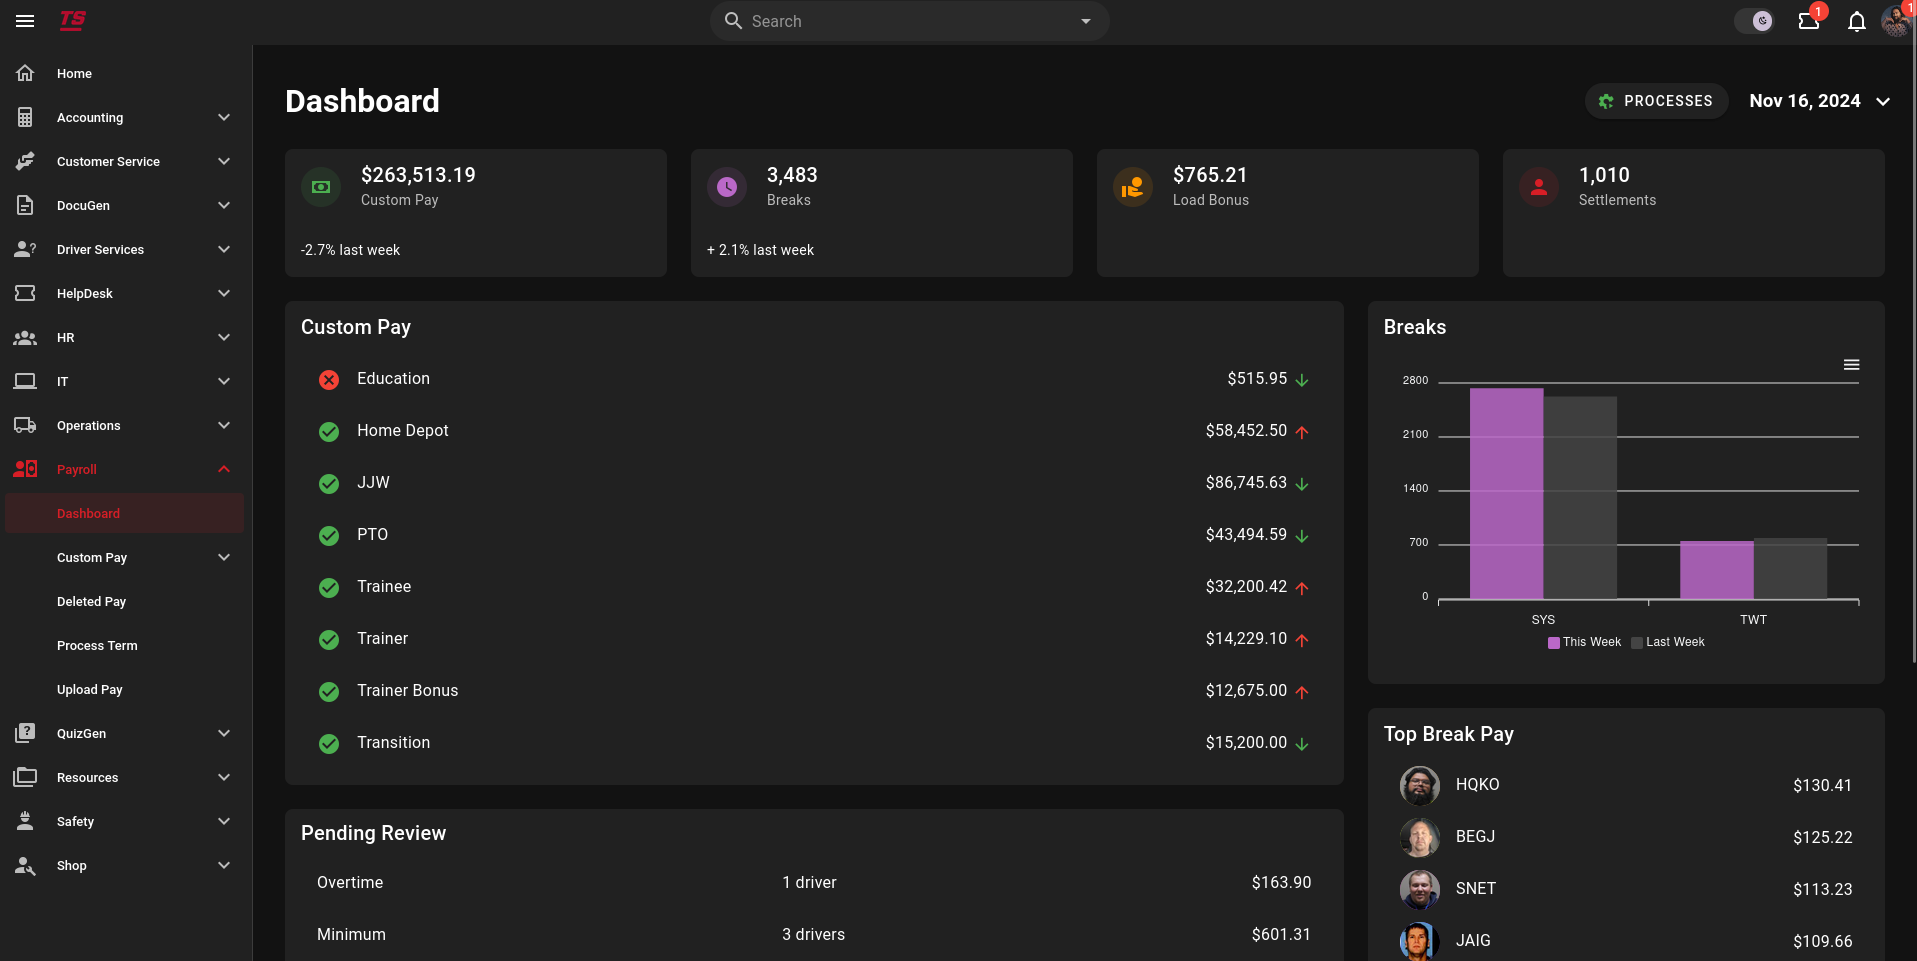 TS
Search
1
1
Home
Accounting
Customer Service
DocuGen
Driver Services
HelpDesk
HR
IT
Operations
Payroll
Dashboard
Custom Pay
Deleted Pay
Process Term
Upload Pay
QuizGen
Resources
Safety
Shop
Dashboard
PROCESSES
Nov 16, 2024
$263,513.19
Custom Pay
-2.7% last week
3,483
Breaks
+ 2.1% last week
$765.21
Load Bonus
1,010
Settlements
Custom Pay
Education $515.95
Home Depot $58,452.50
JJW $86,745.63
PTO $43,494.59
Trainee $32,200.42
Trainer $14,229.10
Trainer Bonus $12,675.00
Transition $15,200.00
Breaks
2800
2100
1400
700
0
SYS TWT
This Week Last Week
Pending Review
Overtime 1 driver $163.90
Minimum 3 drivers $601.31
Top Break Pay
HQKO $130.41
BEGJ $125.22
SNET $113.23
JAIG $109.66